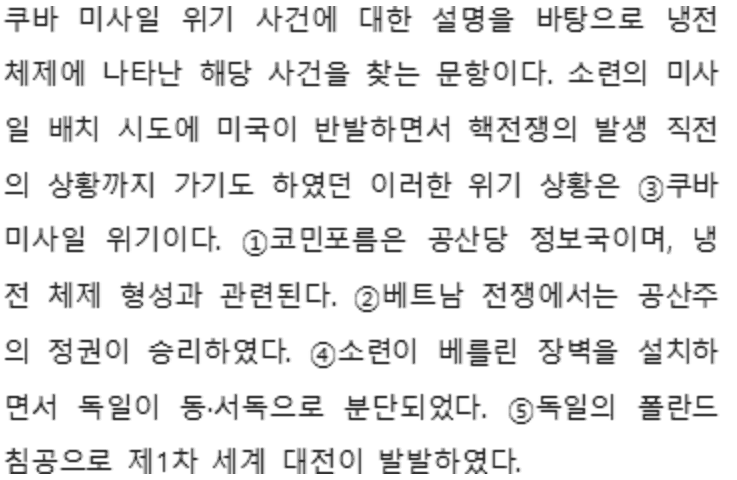 쿠바 미사일 위기 사건에 대한 설명을 바탕으로 냉전
체제에 나타난 해당 사건을 찾는 문항이다. 소련의 미사
일 배치 시도에 미국이 반발하면서 핵전쟁의 발생 직전
의 상황까지 가기도 하였던 이러한 위기 상황은 ③쿠바
미사일 위기이다. ①코민포름은 공산당 정보국이며, 냉
전 체제 형성과 관련된다. ②베트남 전쟁에서는 공산주
의 정권이 승리하였다. ④소련이 베를린 장벽을 설치하
면서 독일이 동·서독으로 분단되었다. ⑤독일의 폴란드
침공으로 제1차 세계 대전이 발발하였다.